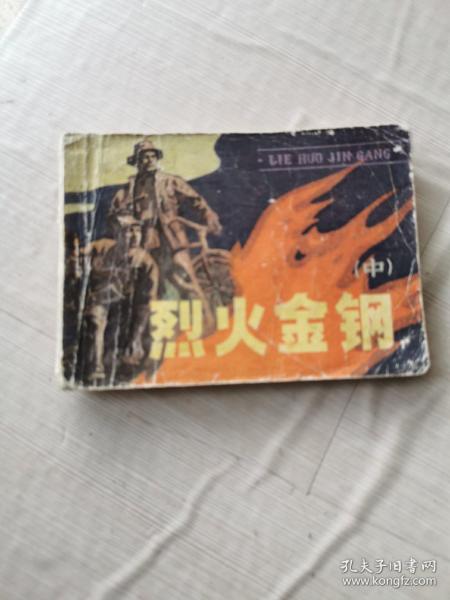 LIE HUO JIN GANG
(中)
烈火金钢
孔夫子旧书网
www.kongfz.com